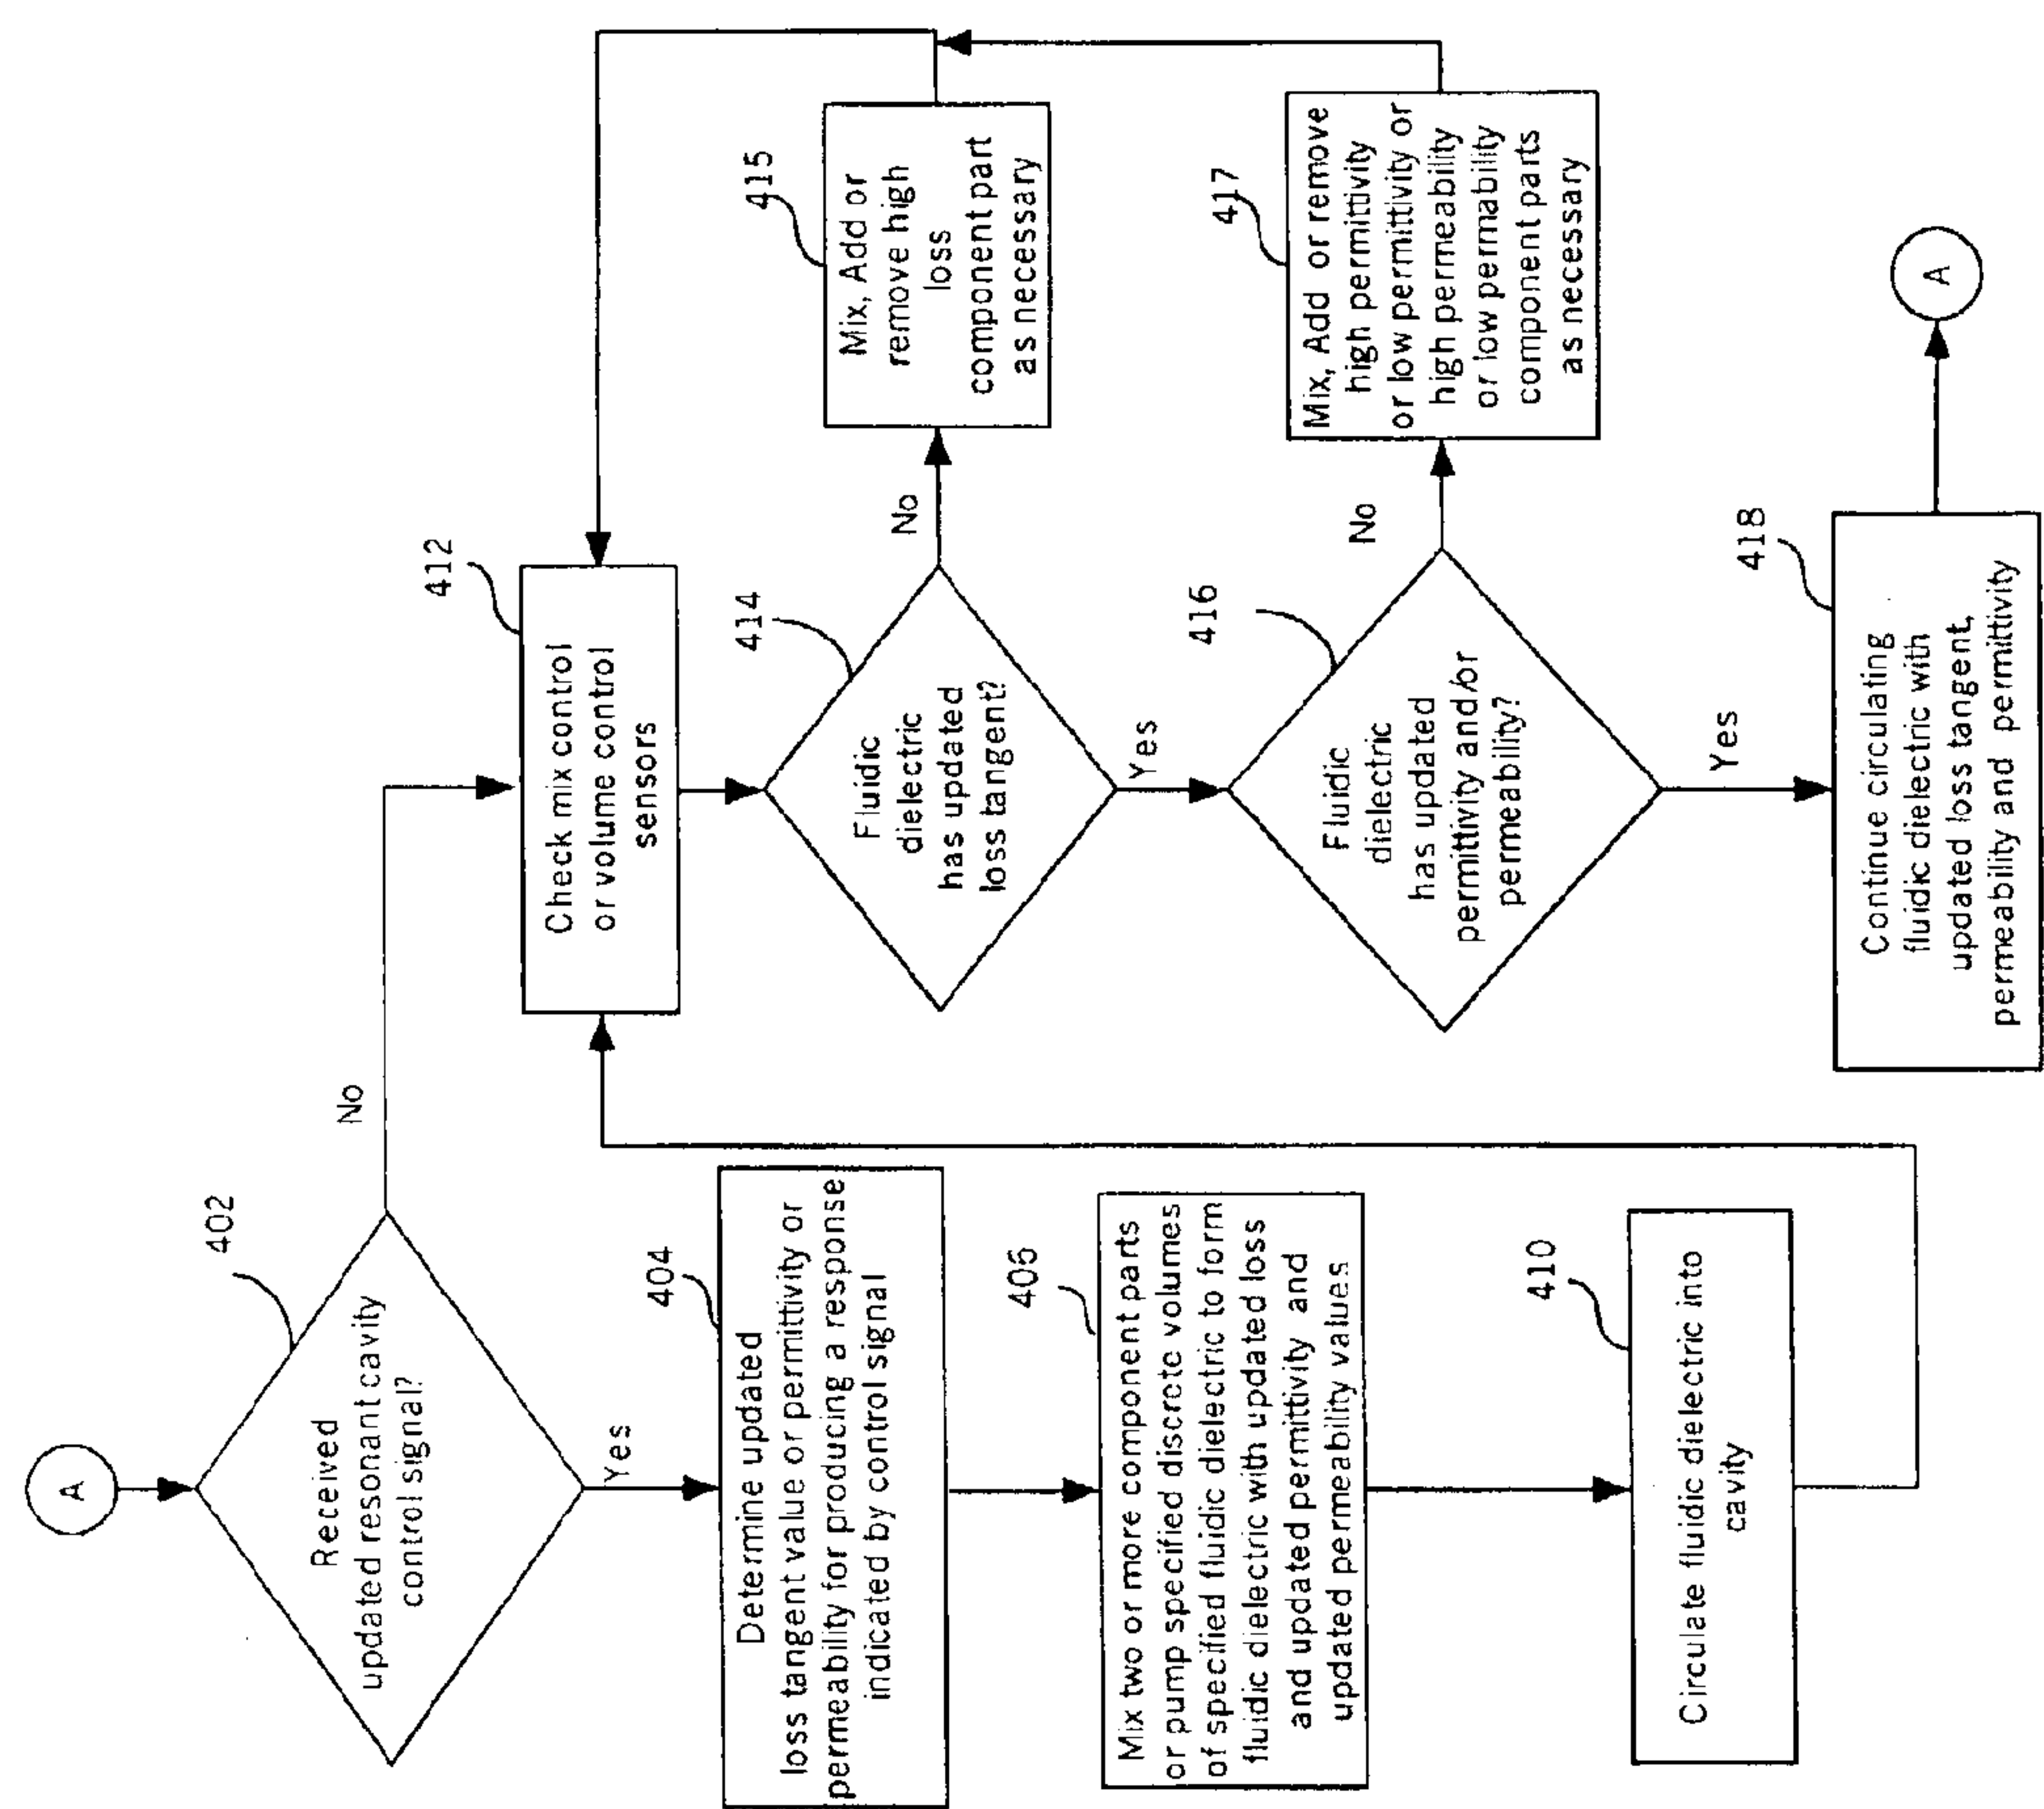 A
402
Received
updated resonant cavity
control signal?
No
Yes
404
Determine updated
loss tangent value or permittivity or
permeability for producing a response
indicated by control signal
406
Mix two or more component parts
or pump specified discrete volumes
of specified fluidic dielectric to form
fluidic dielectric with updated loss
and updated permittivity and
updated permeability values
410
Circulate fluidic dielectric into
cavity
412
Check mix control
or volume control
sensors
414
Fluidic
dielectric
has updated
loss tangent?
No
Yes
415
Mix, Add or
remove high
loss
component part
as necessary
416
Fluidic
dielectric
has updated
permittivity and/or
permeability?
No
Yes
417
Mix, Add or remove
high permittivity
or low permittivity or
high permeability
or low permability
component parts
as necessary
418
Continue circulating
fluidic dielectric with
updated loss tangent,
permeability and permittivity
A